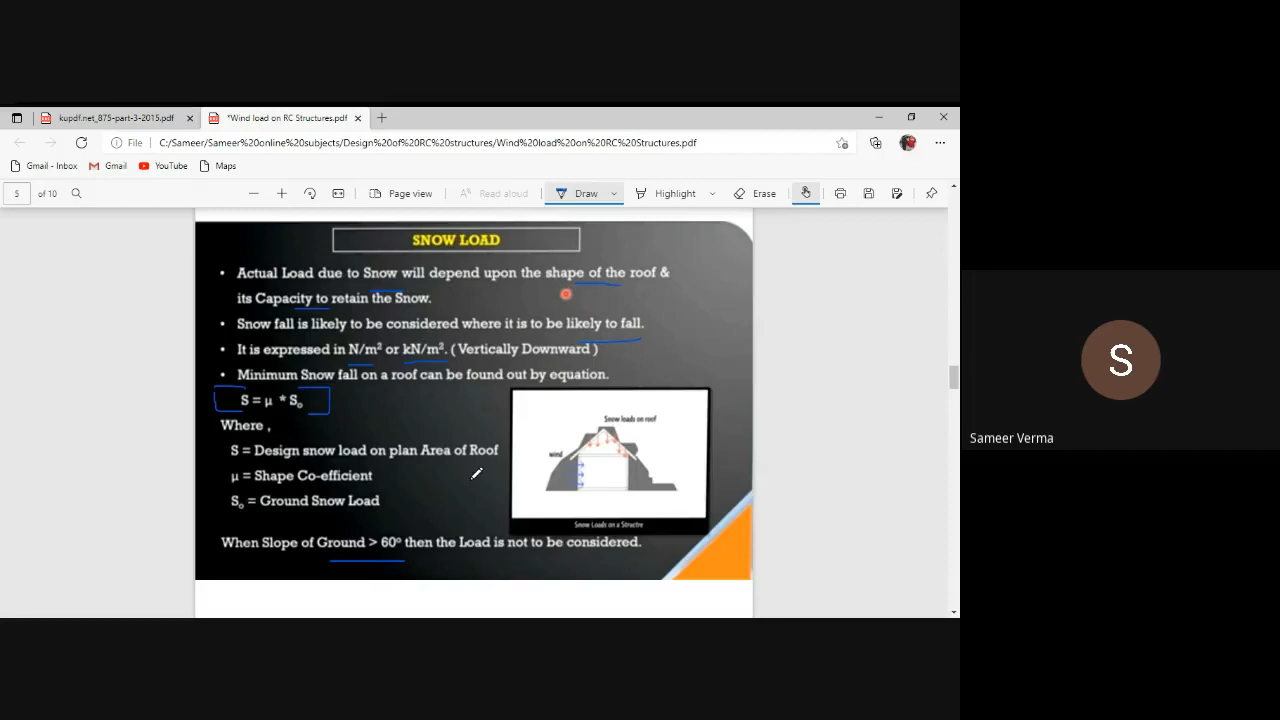 kupdf.net_875-part-3-2015.pdf
*Wind load on RC Structures.pdf
File
C:/Sameer/Sameer%20online%20subjects/Design%20of%20RC%20structures/Wind%20load%20on%20RC%20Structures.pdf
Gmail - Inbox
Gmail
YouTube
Maps
5 of 10
Page view
Read aloud
Draw
Highlight
Erase
SNOW LOAD
• Actual Load due to Snow will depend upon the shape of the roof &
its Capacity to retain the Snow.
• Snow fall is likely to be considered where it is to be likely to fall.
• It is expressed in N/m² or kN/m². ( Vertically Downward )
• Minimum Snow fall on a roof can be found out by equation.
S = μ * Sₒ
Where ,
S = Design snow load on plan Area of Roof
μ = Shape Co-efficient
Sₒ = Ground Snow Load
Snow loads on roof
wind
Snow Loads on a Structre
When Slope of Ground > 60° then the Load is not to be considered.
S
Sameer Verma